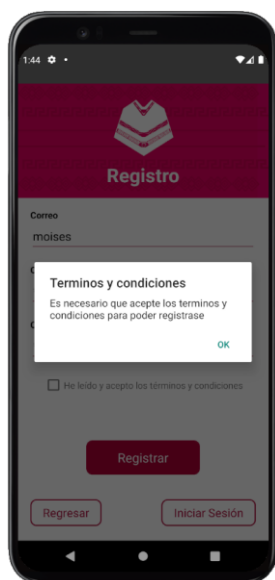 1:44
Registro
Correo
moises
C
Terminos y condiciones
Es necesario que acepte los terminos y
condiciones para poder registrase
OK
C
He leído y acepto los términos y condiciones
Registrar
Regresar
Iniciar Sesión